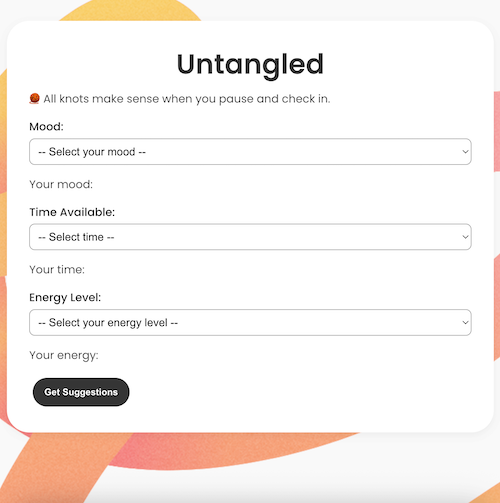 Untangled
🧶 All knots make sense when you pause and check in.
Mood:
-- Select your mood --
Your mood:
Time Available:
-- Select time --
Your time:
Energy Level:
-- Select your energy level --
Your energy:
Get Suggestions